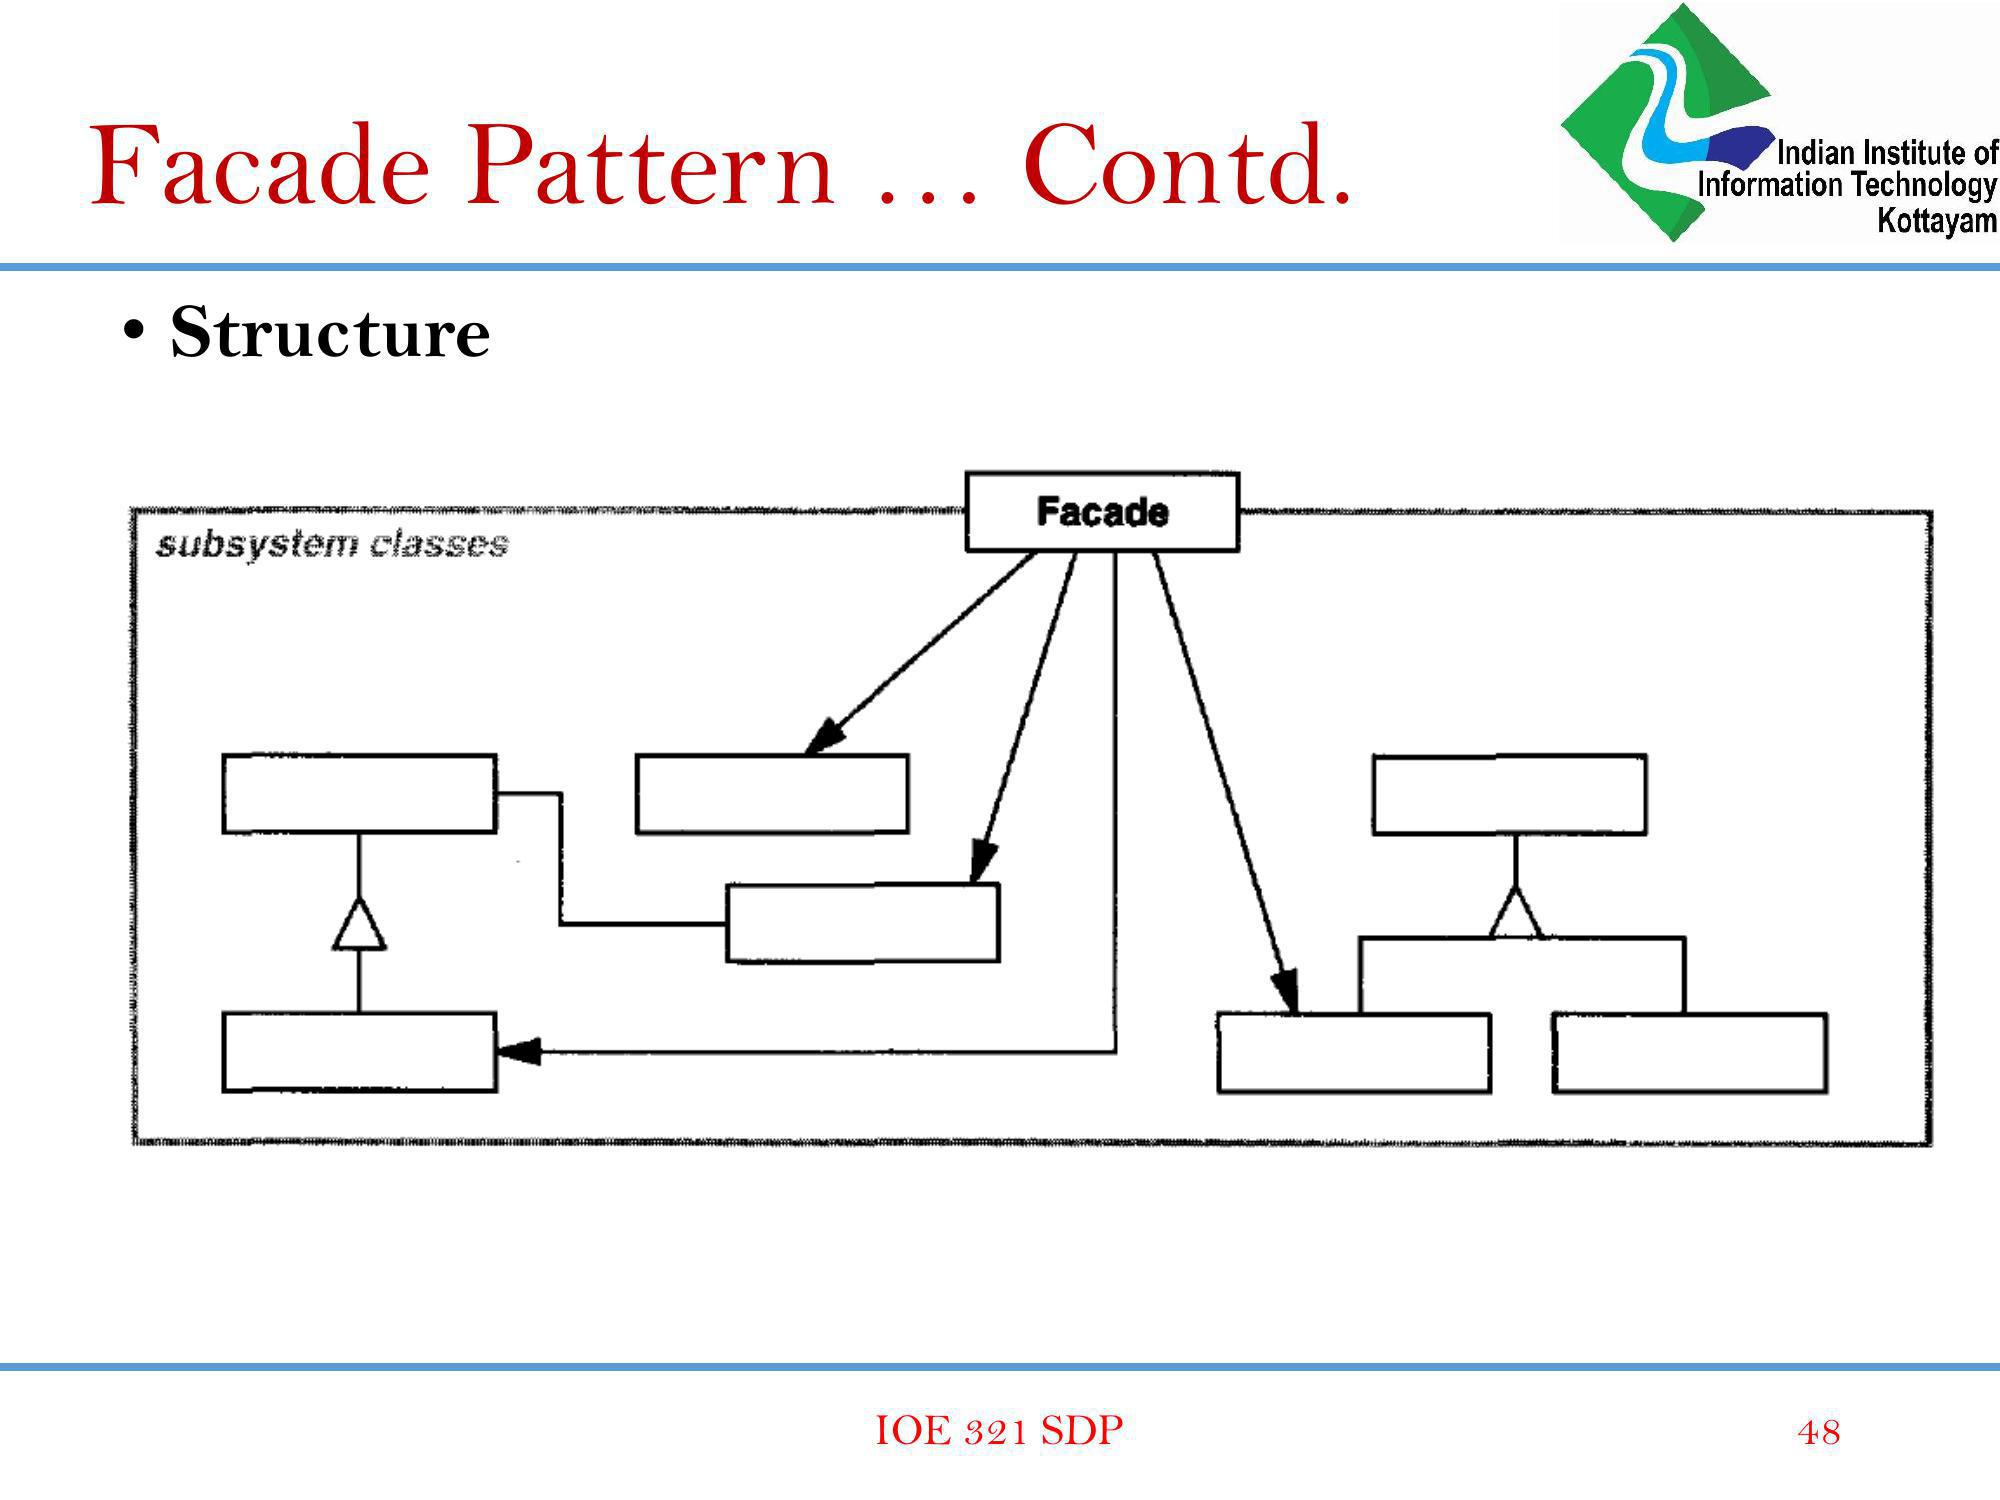 Facade Pattern … Contd.
Indian Institute of
Information Technology
Kottayam
• Structure
Facade
subsystem classes
IOE 321 SDP
48